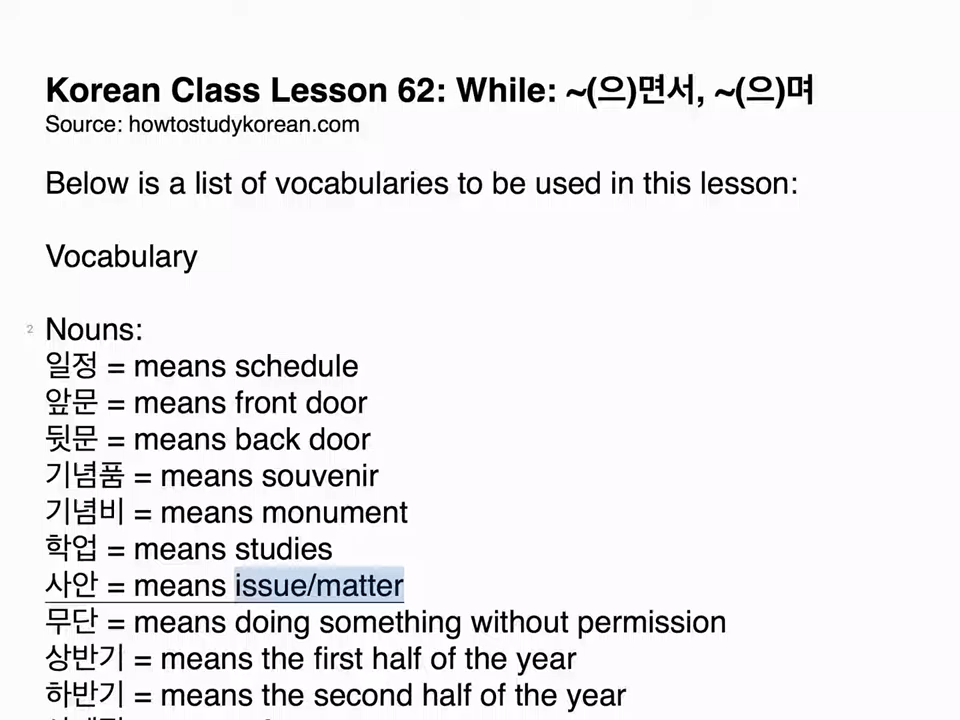 Korean Class Lesson 62: While: ~(으)면서, ~(으)며
Source: howtostudykorean.com
Below is a list of vocabularies to be used in this lesson:
Vocabulary
2 Nouns:
일정 = means schedule
앞문 = means front door
뒷문 = means back door
기념품 = means souvenir
기념비 = means monument
학업 = means studies
사안 = means issue/matter
무단 = means doing something without permission
상반기 = means the first half of the year
하반기 = means the second half of the year